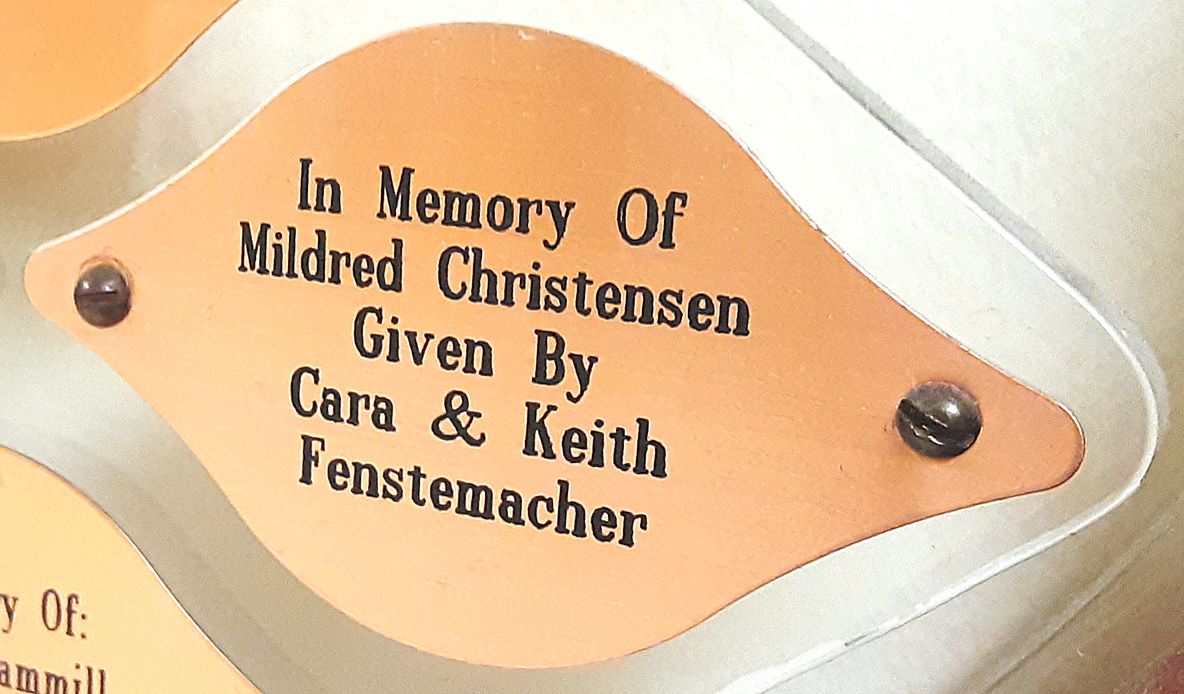 In Memory Of
Mildred Christensen
Given By
Cara & Keith
Fenstemacher
Of: